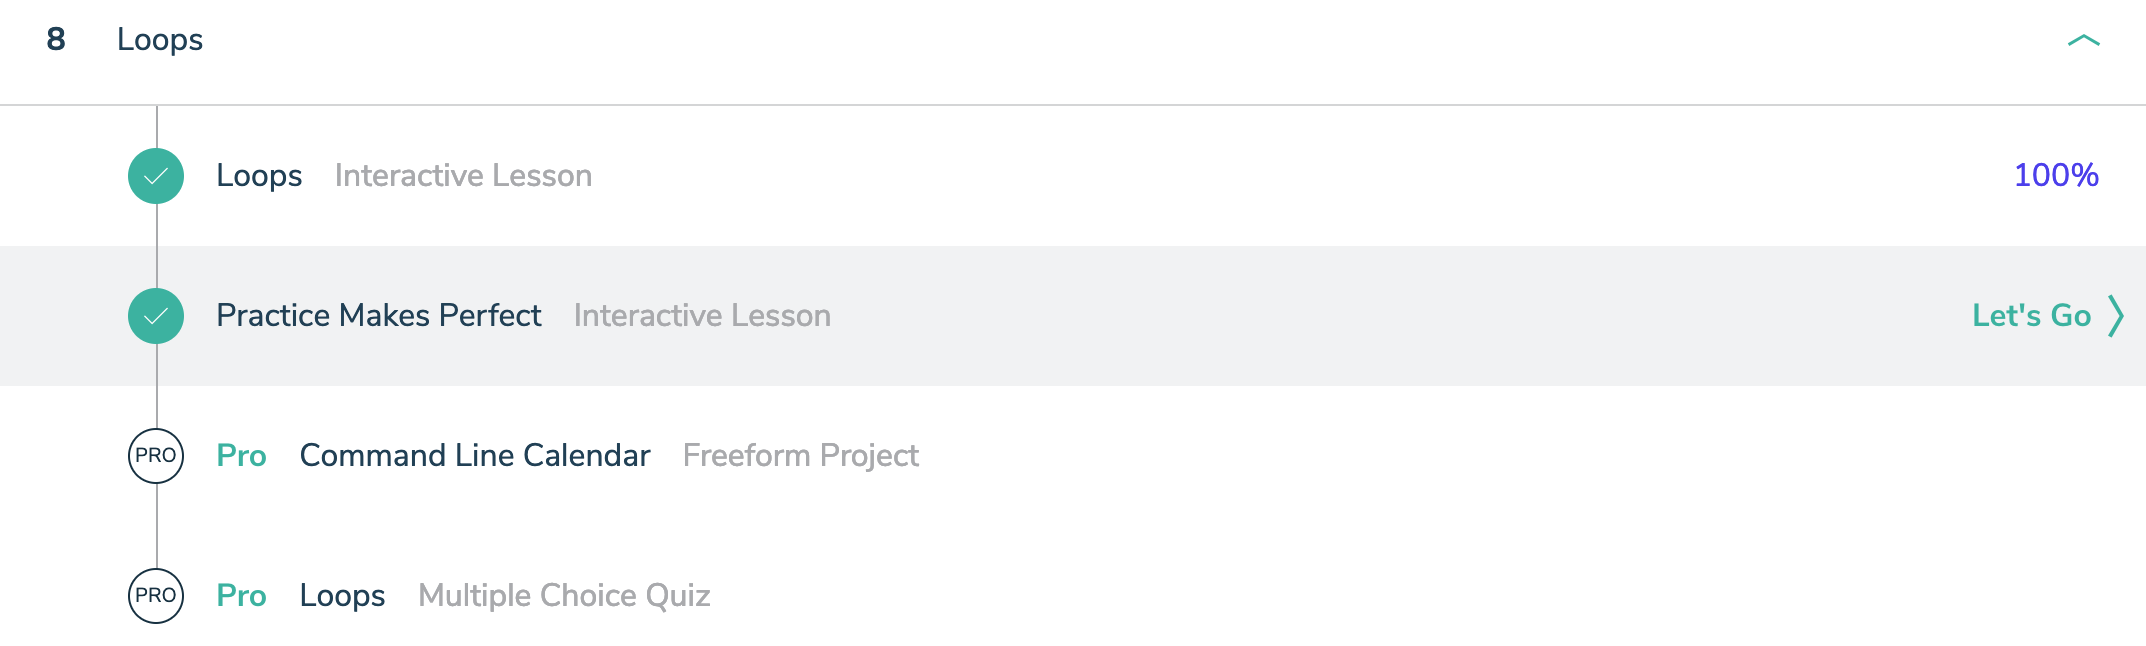 8 Loops
Loops Interactive Lesson 100%
Practice Makes Perfect Interactive Lesson Let's Go
PRO Pro Command Line Calendar Freeform Project
PRO Pro Loops Multiple Choice Quiz